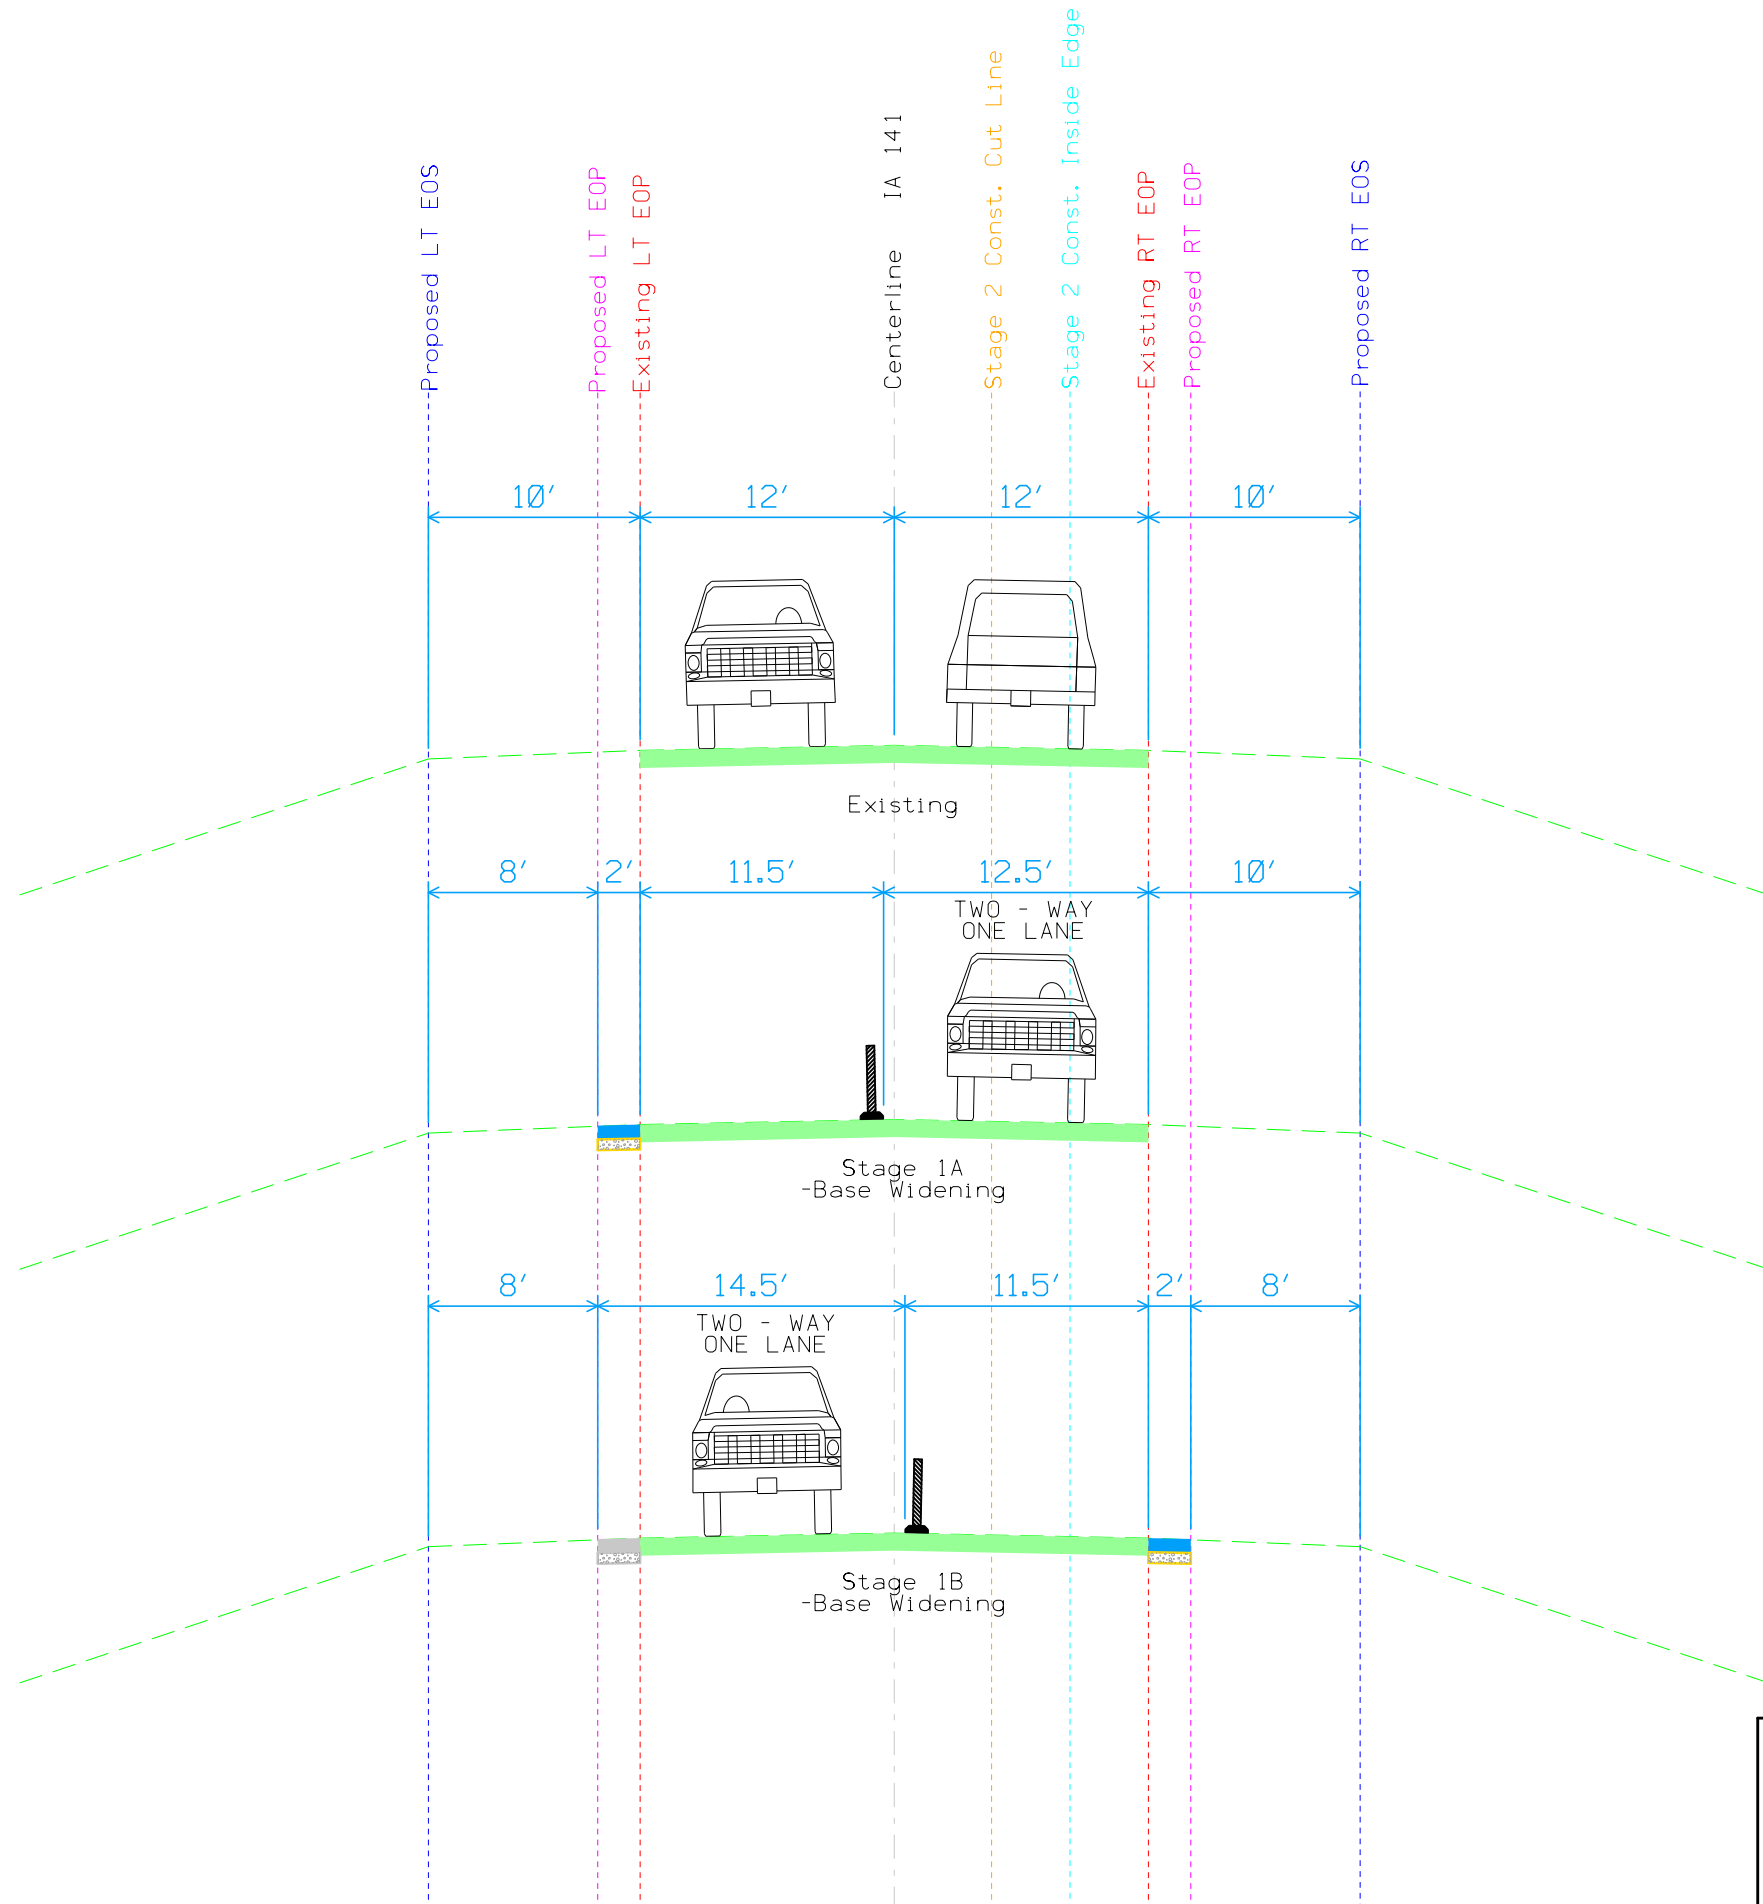 Proposed LT EOS
Proposed LT EOP
Existing LT EOP
Centerline IA 141
Stage 2 Const. Cut Line
Stage 2 Const. Inside Edge
Existing RT EOP
Proposed RT EOP
Proposed RT EOS
10' 12' 12' 10'
Existing
8' 2' 11.5' 12.5' 10'
TWO - WAY
ONE LANE
Stage 1A
-Base Widening
8' 14.5' 11.5' 2' 8'
TWO - WAY
ONE LANE
Stage 1B
-Base Widening